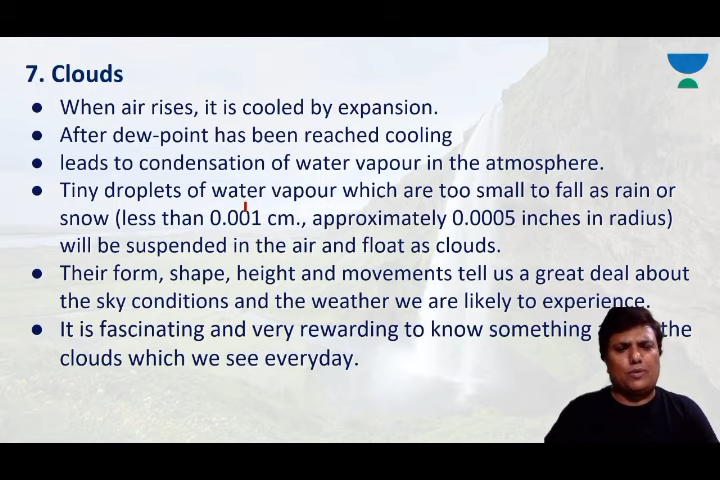 7. Clouds
● When air rises, it is cooled by expansion.
● After dew-point has been reached cooling
● leads to condensation of water vapour in the atmosphere.
● Tiny droplets of water vapour which are too small to fall as rain or
snow (less than 0.001 cm., approximately 0.0005 inches in radius)
will be suspended in the air and float as clouds.
● Their form, shape, height and movements tell us a great deal about
the sky conditions and the weather we are likely to experience.
● It is fascinating and very rewarding to know something the
clouds which we see everyday.